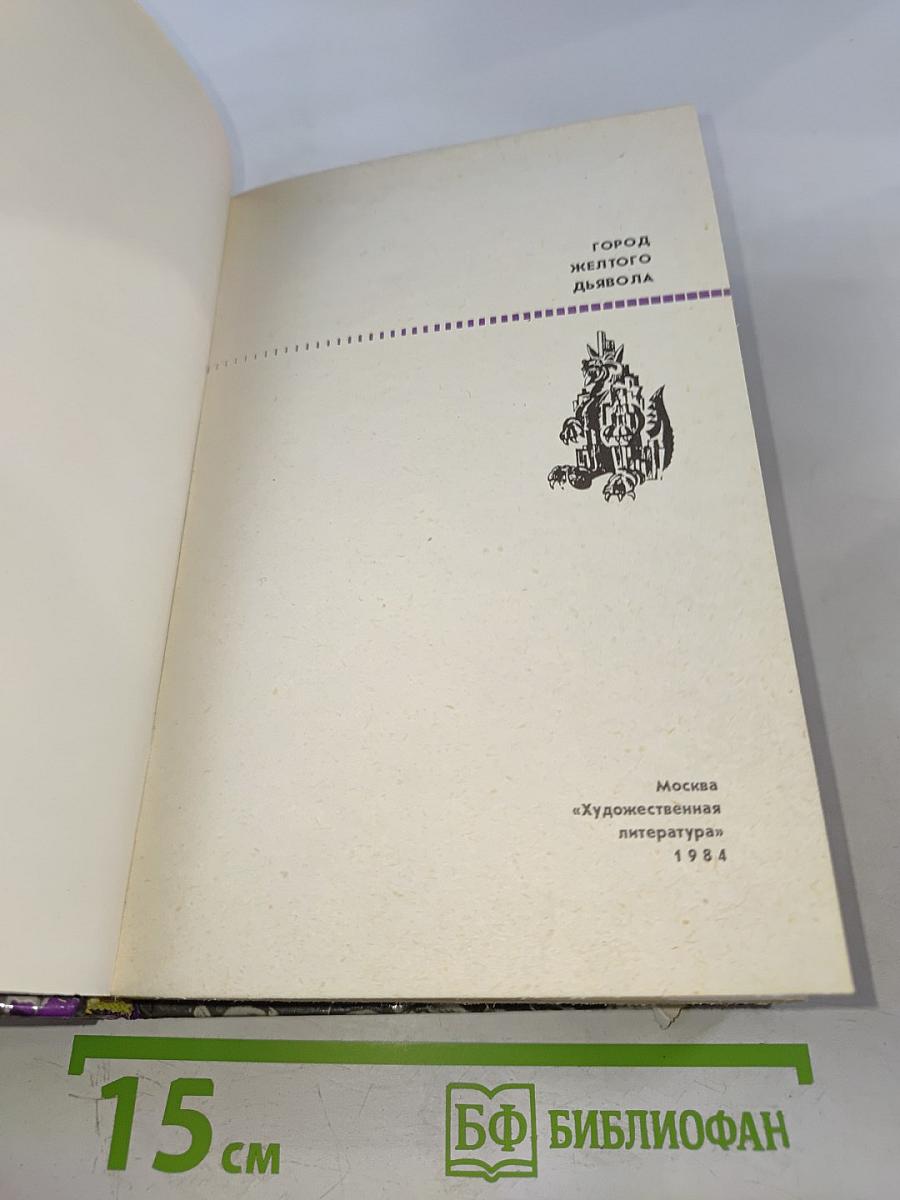 ГОРОД
ЖЕЛТОГО
ДЬЯВОЛА
Москва
«Художественная
литература»
1984
15 см
БФ БИБЛИОФАН